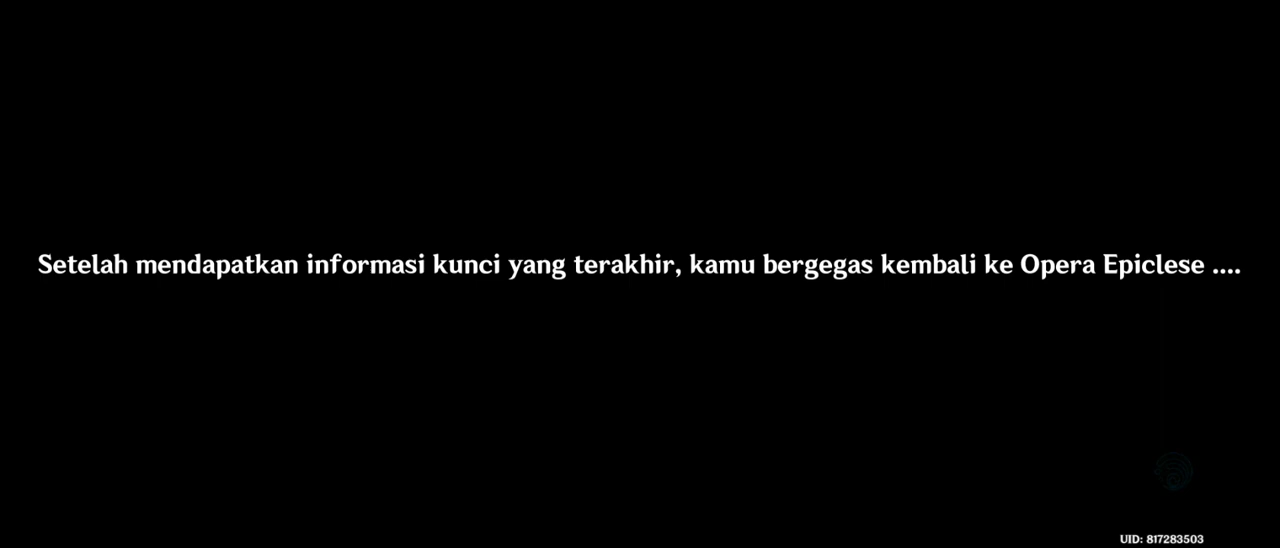 Setelah mendapatkan informasi kunci yang terakhir, kamu bergegas kembali ke Opera Epiclese ....
UID: 817283503